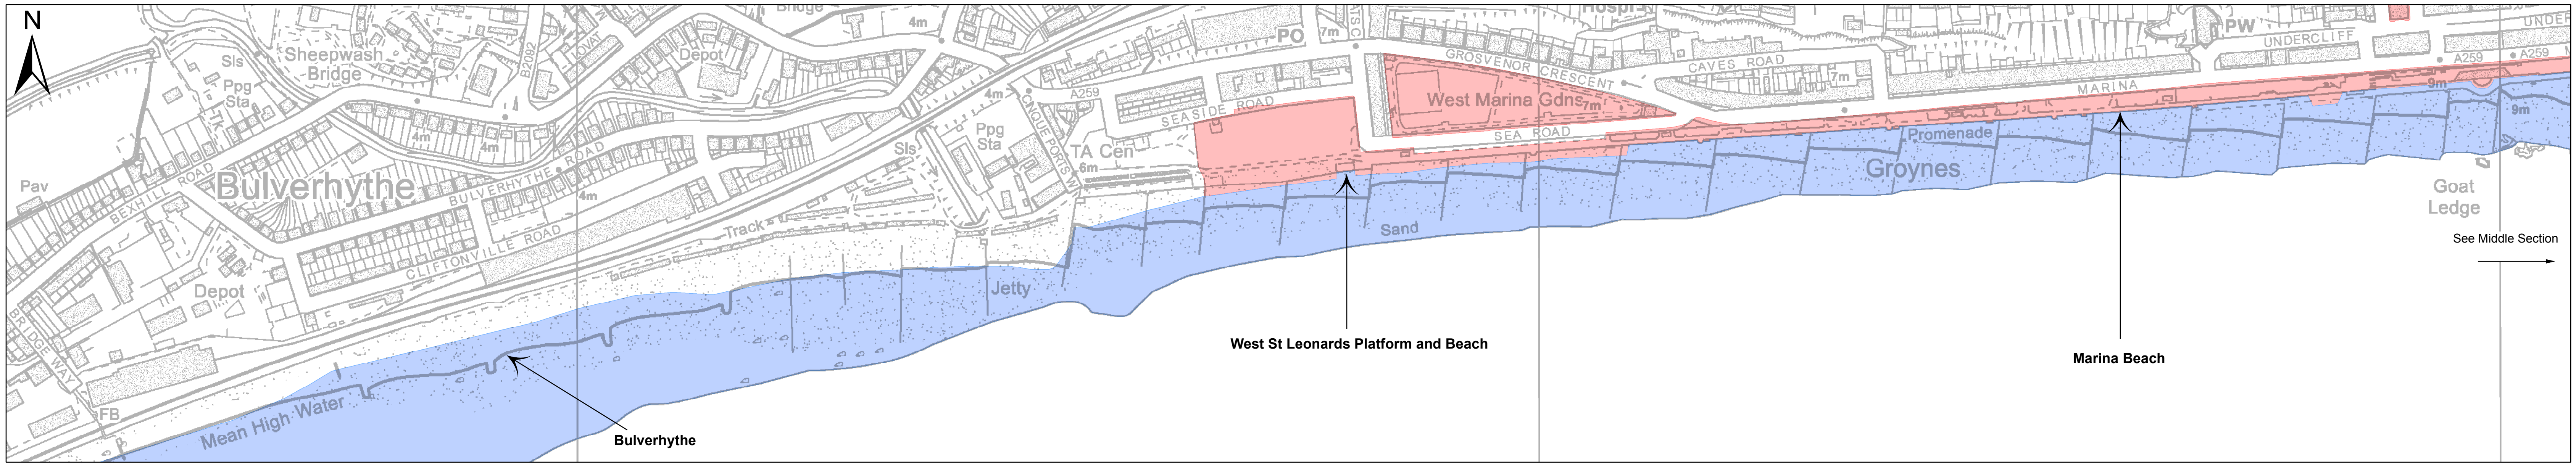 N
Bridge
4m
Hospi
PO
7m
PW
UNDE
UNDERCLIFF
Sheepwash
Bridge
Sls
B2062
Depot
Ppg
Sta
A259
A259
GROSVENOR CRESCENT
CAVES ROAD
7m
MARINA
9m
9m
4m
A259
SEASIDE ROAD
West Marina Gdns
7m
SEA ROAD
Promenade
Groynes
4m
4m
CINQUE PORTS W
Ppg
Sta
Sls
TA Cen
6m
Pav
BEXHILL ROAD
Bulverhythe
BULVERHYTHE ROAD
4m
Goat
Ledge
CLIFTONVILLE ROAD
Track
Sand
See Middle Section
Depot
Jetty
BRIDGE WAY
West St Leonards Platform and Beach
Marina Beach
FB
Mean High Water
Bulverhythe